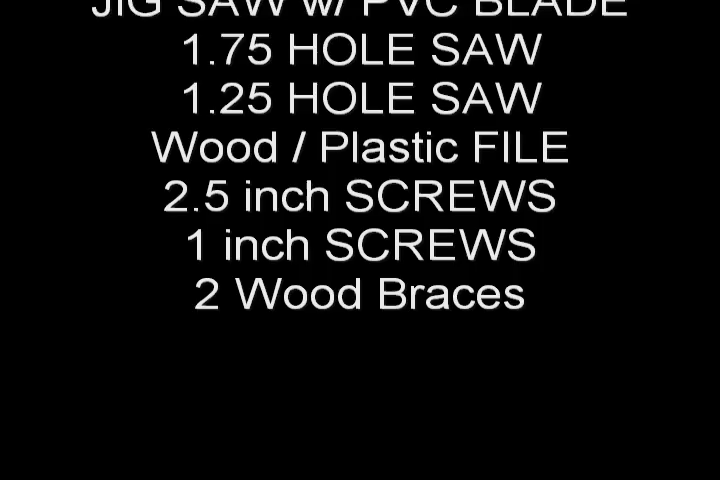 JIG SAW w/ PVC BLADE
1.75 HOLE SAW
1.25 HOLE SAW
Wood / Plastic FILE
2.5 inch SCREWS
1 inch SCREWS
2 Wood Braces